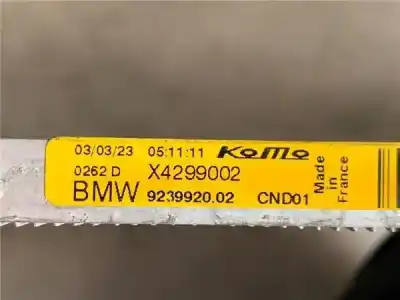 03/03/23 05:11:11 KOMO
0262 D X4299002
BMW 9239920.02 CND01
Made
in
France